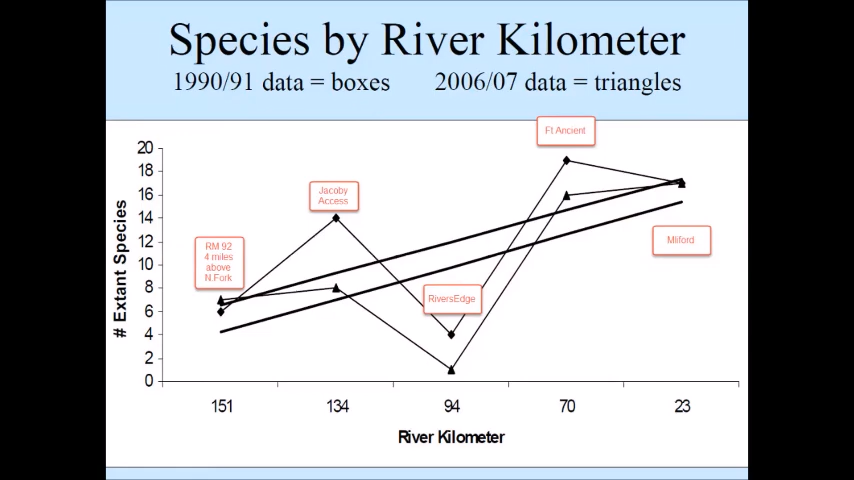 Species by River Kilometer
1990/91 data = boxes 2006/07 data = triangles
Ft Ancient
Jacoby
Access
RM 92
4 miles
above
N.Fork
Milford
RiversEdge
# Extant Species
20
18
16
14
12
10
8
6
4
2
0
151 134 94 70 23
River Kilometer